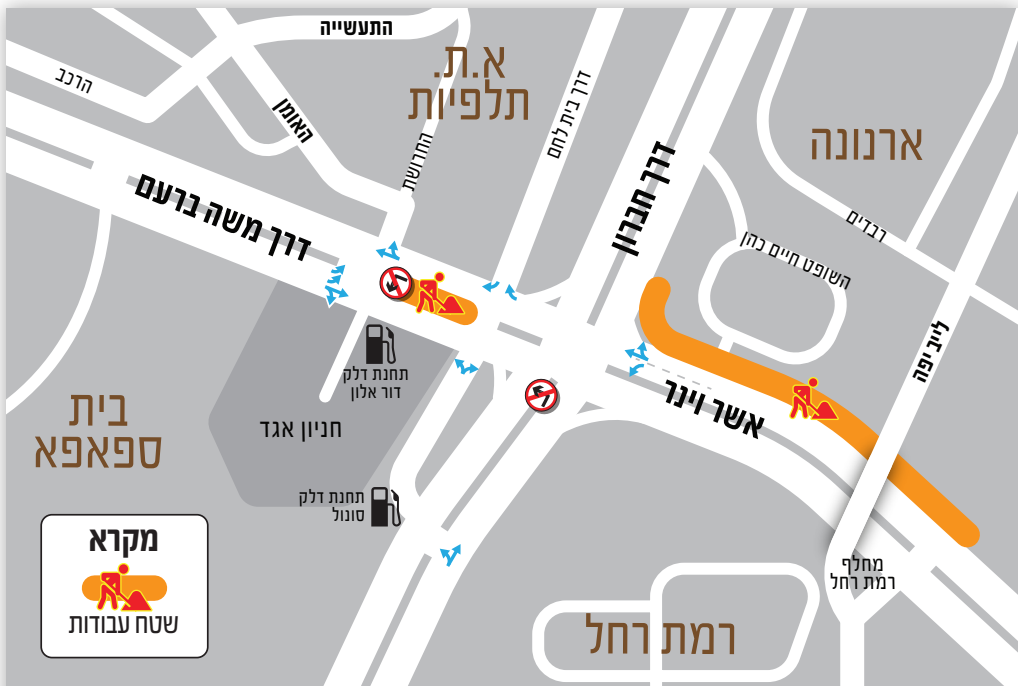 התעשייה
הרכב
האומן
א.ת.
תלפיות
החרושת
דרך בית לחם
דרך חברון
ארנונה
רבדים
השופט חיים כהן
לייב יפה
דרך משה ברעם
תחנת דלק
דור אלון
חניון אגד
אשר וינר
בית
ספאפא
תחנת דלק
סונול
מחלף
רמת רחל
רמת רחל
מקרא
שטח עבודות